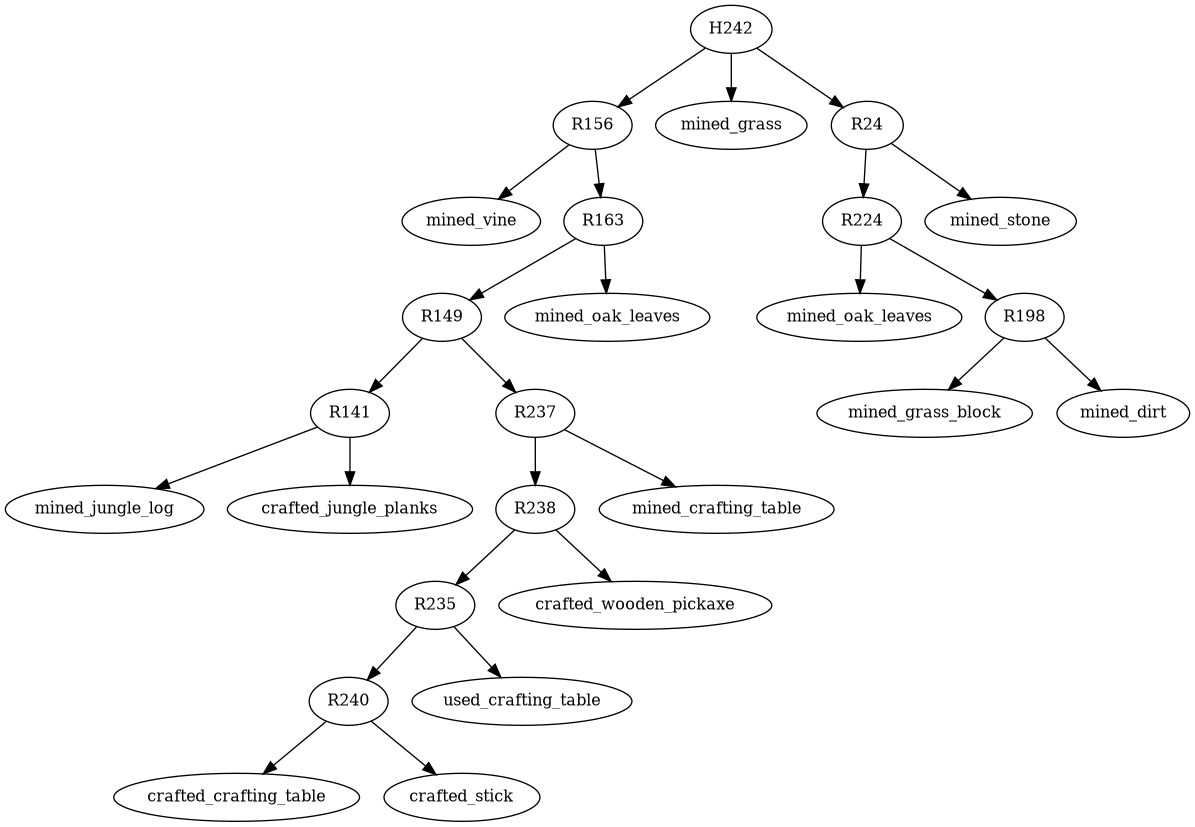 H242
R156
mined_grass
R24
mined_vine
R163
R224
mined_stone
R149
mined_oak_leaves
mined_oak_leaves
R198
R141
R237
mined_grass_block
mined_dirt
mined_jungle_log
crafted_jungle_planks
R238
mined_crafting_table
R235
crafted_wooden_pickaxe
R240
used_crafting_table
crafted_crafting_table
crafted_stick